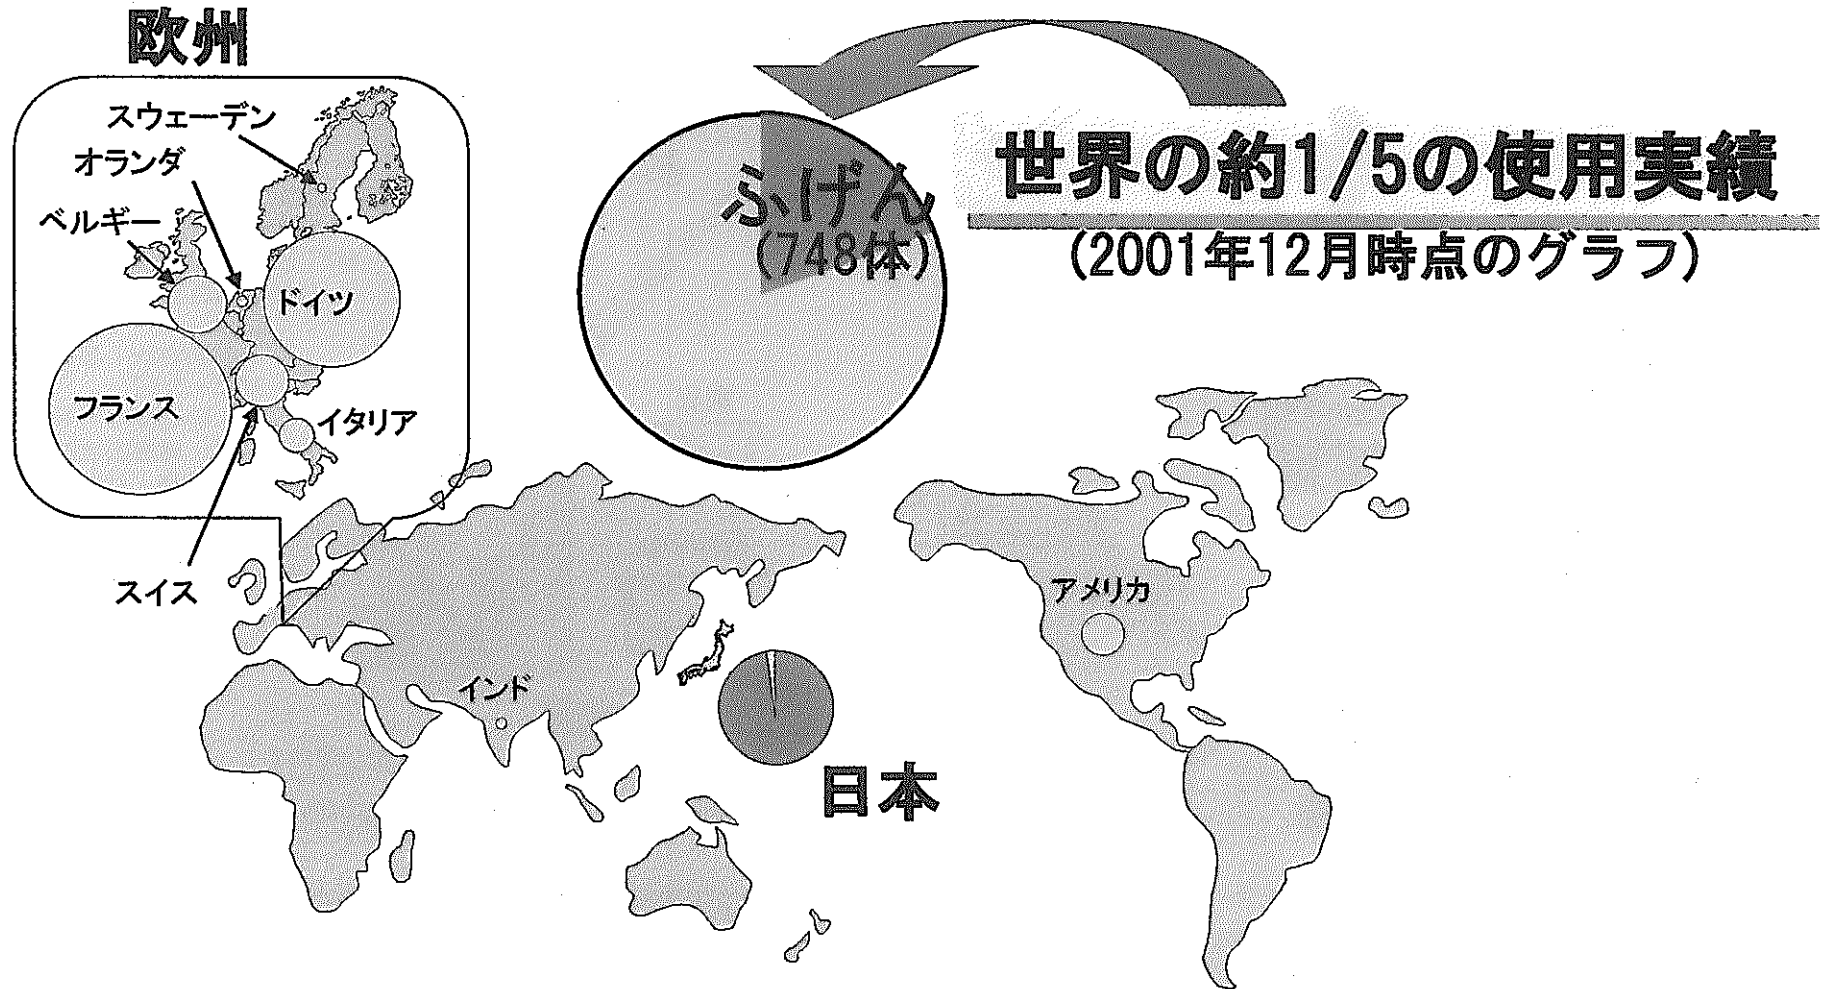 欧州
スウェーデン
オランダ
ベルギー
ドイツ
フランス
イタリア
スイス
ふげん
(748体)
世界の約1/5の使用実績
(2001年12月時点のグラフ)
アメリカ
インド
日本